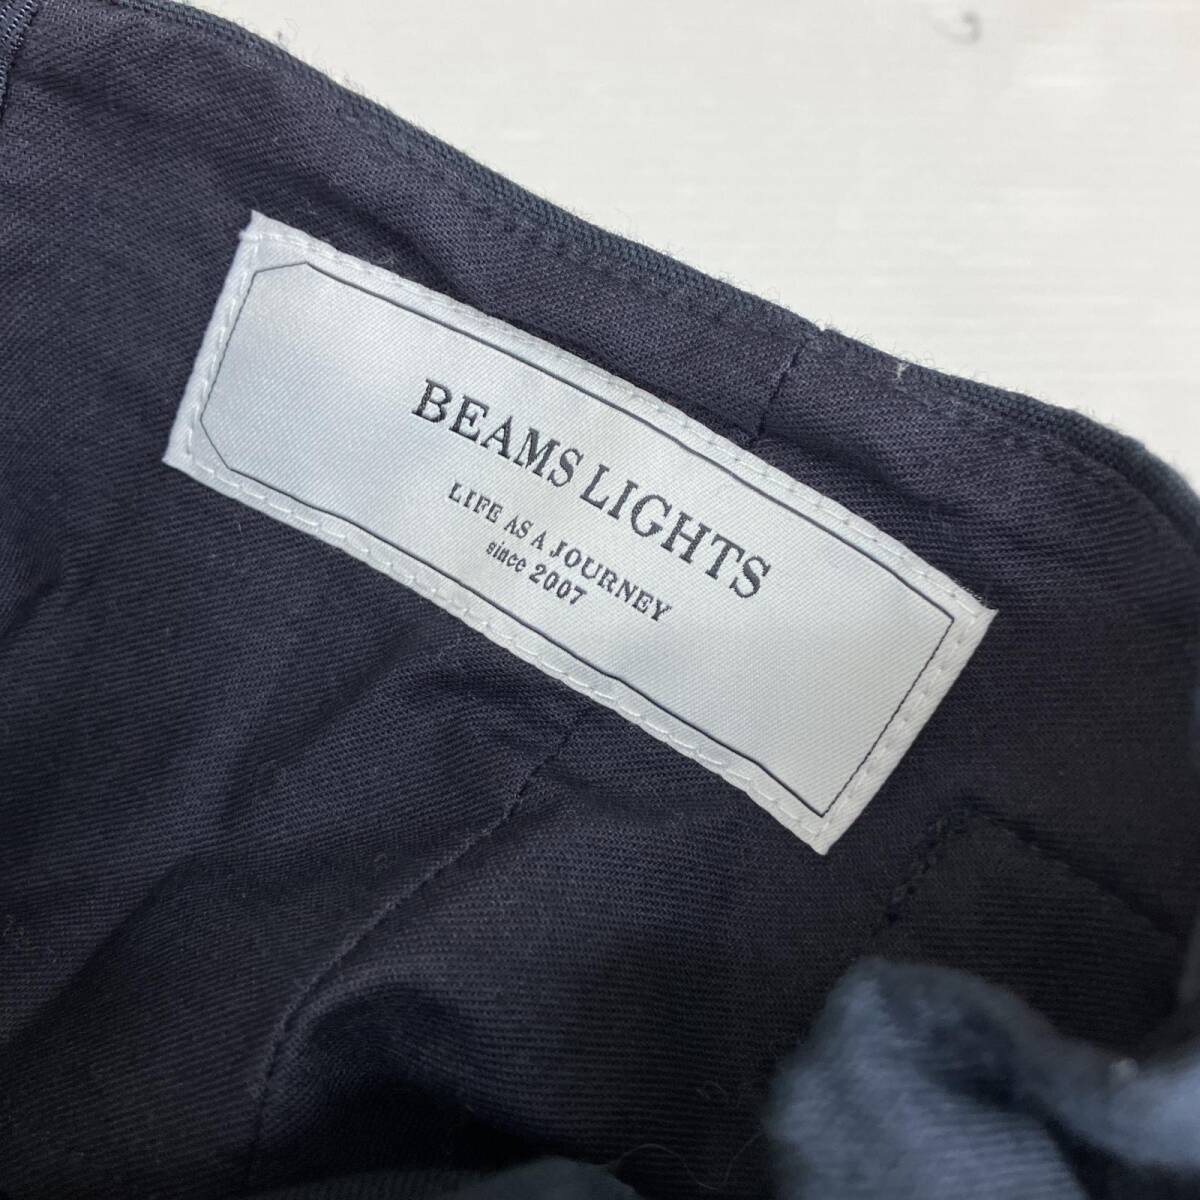 BEAMS LIGHTS
LIFE AS A JOURNEY
since 2007